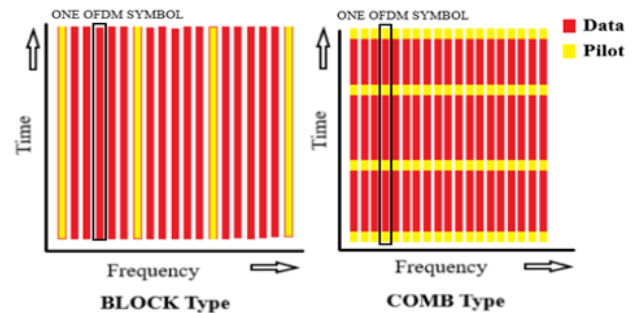 ONE OFDM SYMBOL
Time
Frequency
BLOCK Type
ONE OFDM SYMBOL
Time
Frequency
COMB Type
Data
Pilot